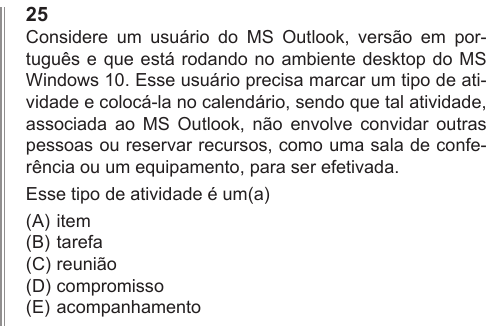 25
Considere um usuário do MS Outlook, versão em por-
tuguês e que está rodando no ambiente desktop do MS
Windows 10. Esse usuário precisa marcar um tipo de ati-
vidade e colocá-la no calendário, sendo que tal atividade,
associada ao MS Outlook, não envolve convidar outras
pessoas ou reservar recursos, como uma sala de confe-
rência ou um equipamento, para ser efetivada.
Esse tipo de atividade é um(a)
(A) item
(B) tarefa
(C) reunião
(D) compromisso
(E) acompanhamento